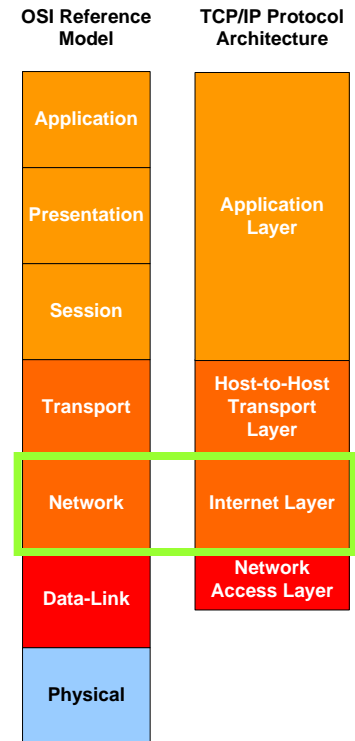 OSI Reference
Model
TCP/IP Protocol
Architecture
Application
Presentation
Session
Transport
Network
Data-Link
Physical
Application
Layer
Host-to-Host
Transport
Layer
Internet Layer
Network
Access Layer